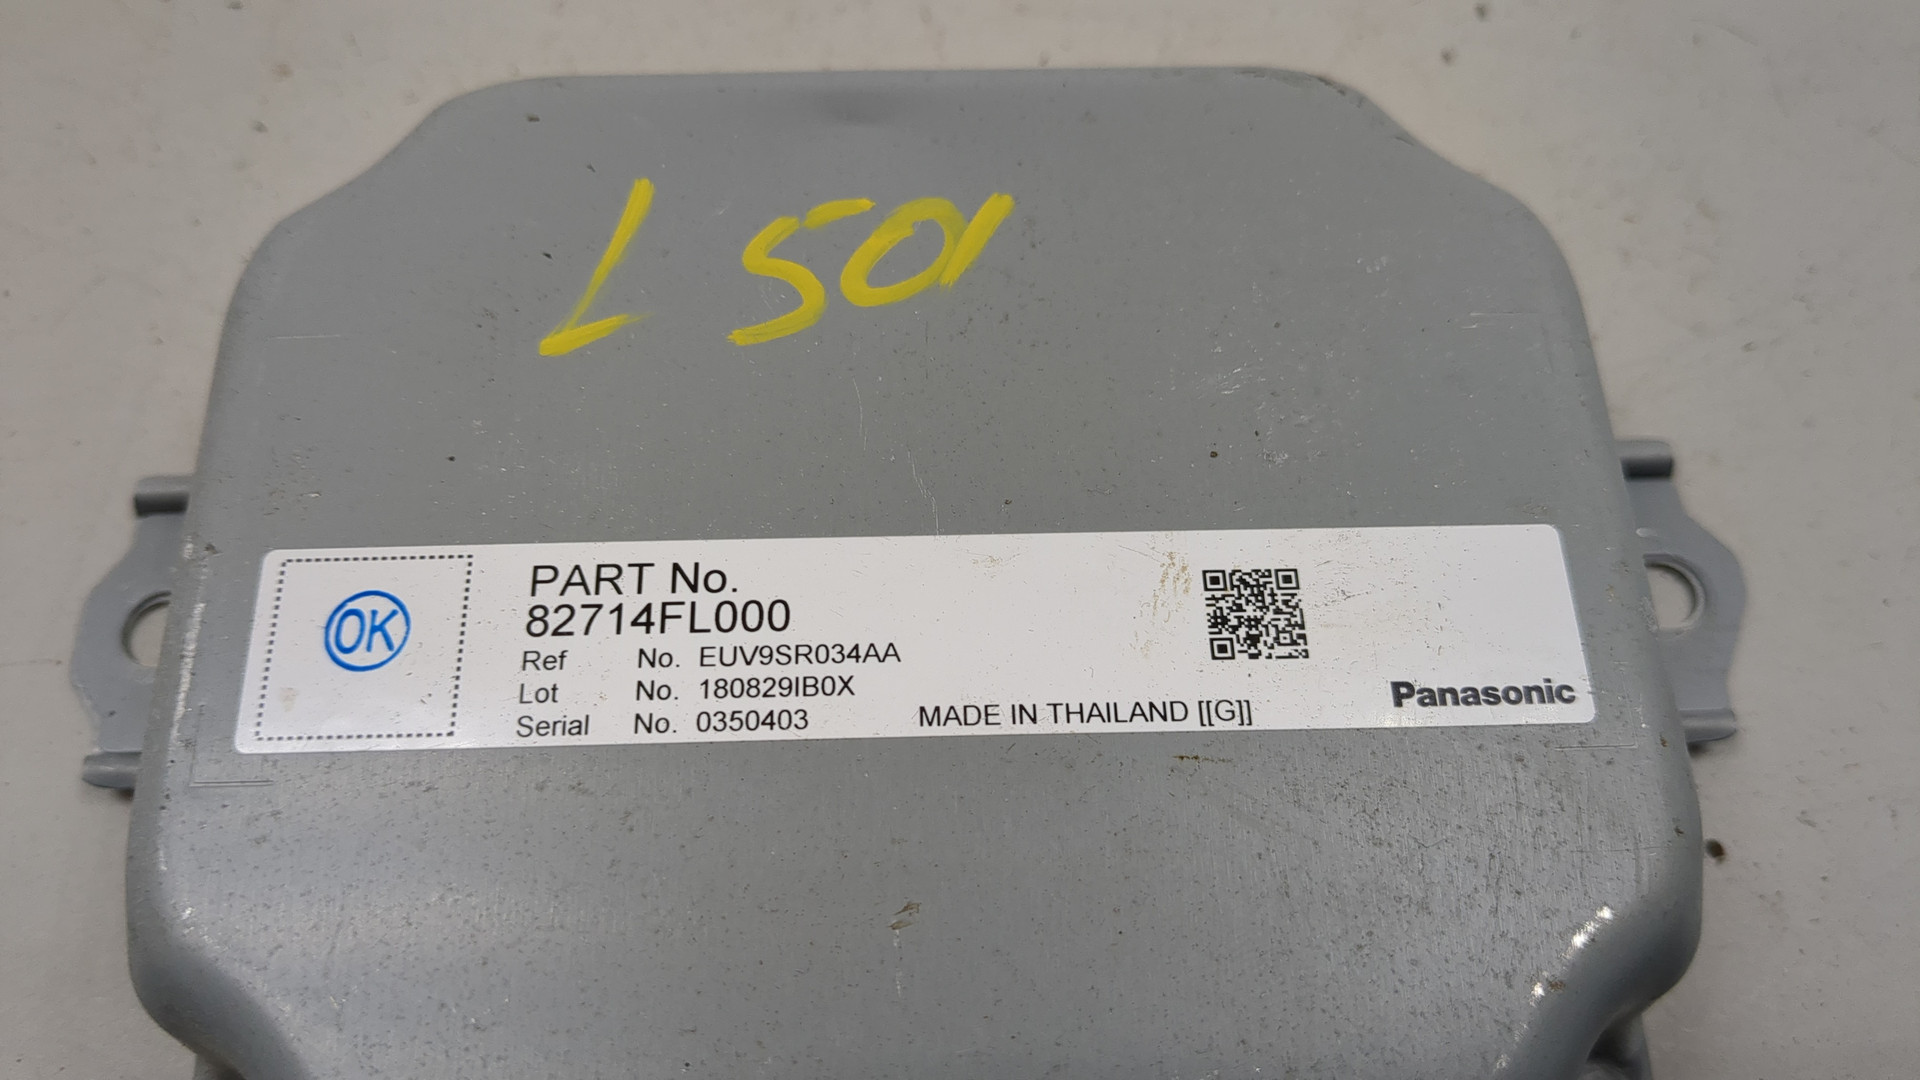 L 501
OK
PART No.
82714FL000
Ref No. EUV9SR034AA
Lot No. 180829IB0X
Serial No. 0350403
MADE IN THAILAND [[G]]
Panasonic